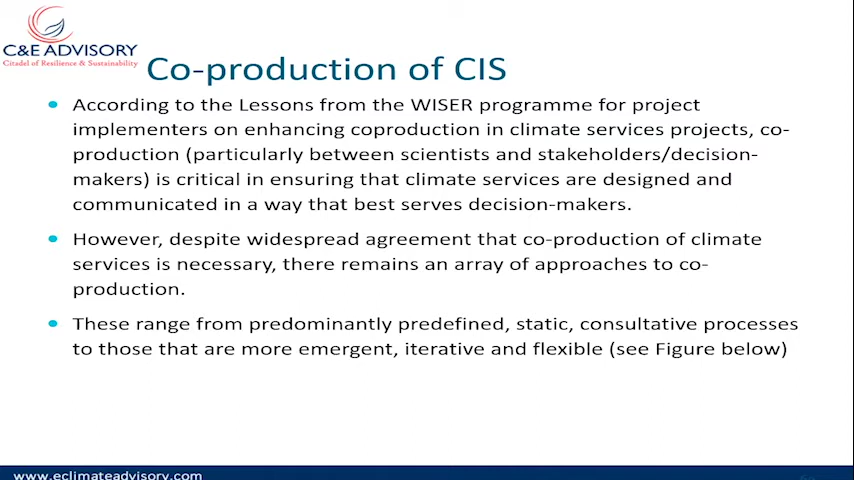 C&E ADVISORY
Citadel of Resilience & Sustainability
Co-production of CIS
• According to the Lessons from the WISER programme for project
implementers on enhancing coproduction in climate services projects, co-
production (particularly between scientists and stakeholders/decision-
makers) is critical in ensuring that climate services are designed and
communicated in a way that best serves decision-makers.
• However, despite widespread agreement that co-production of climate
services is necessary, there remains an array of approaches to co-
production.
• These range from predominantly predefined, static, consultative processes
to those that are more emergent, iterative and flexible (see Figure below)
www.eclimateadvisory.com